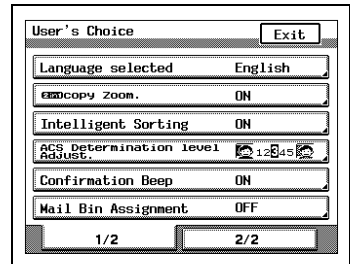 User's Choice
Exit
Language selected English
2in1 copy Zoom. ON
Intelligent Sorting ON
ACS Determination level
Adjust. 12345
Confirmation Beep ON
Mail Bin Assignment OFF
1/2 2/2